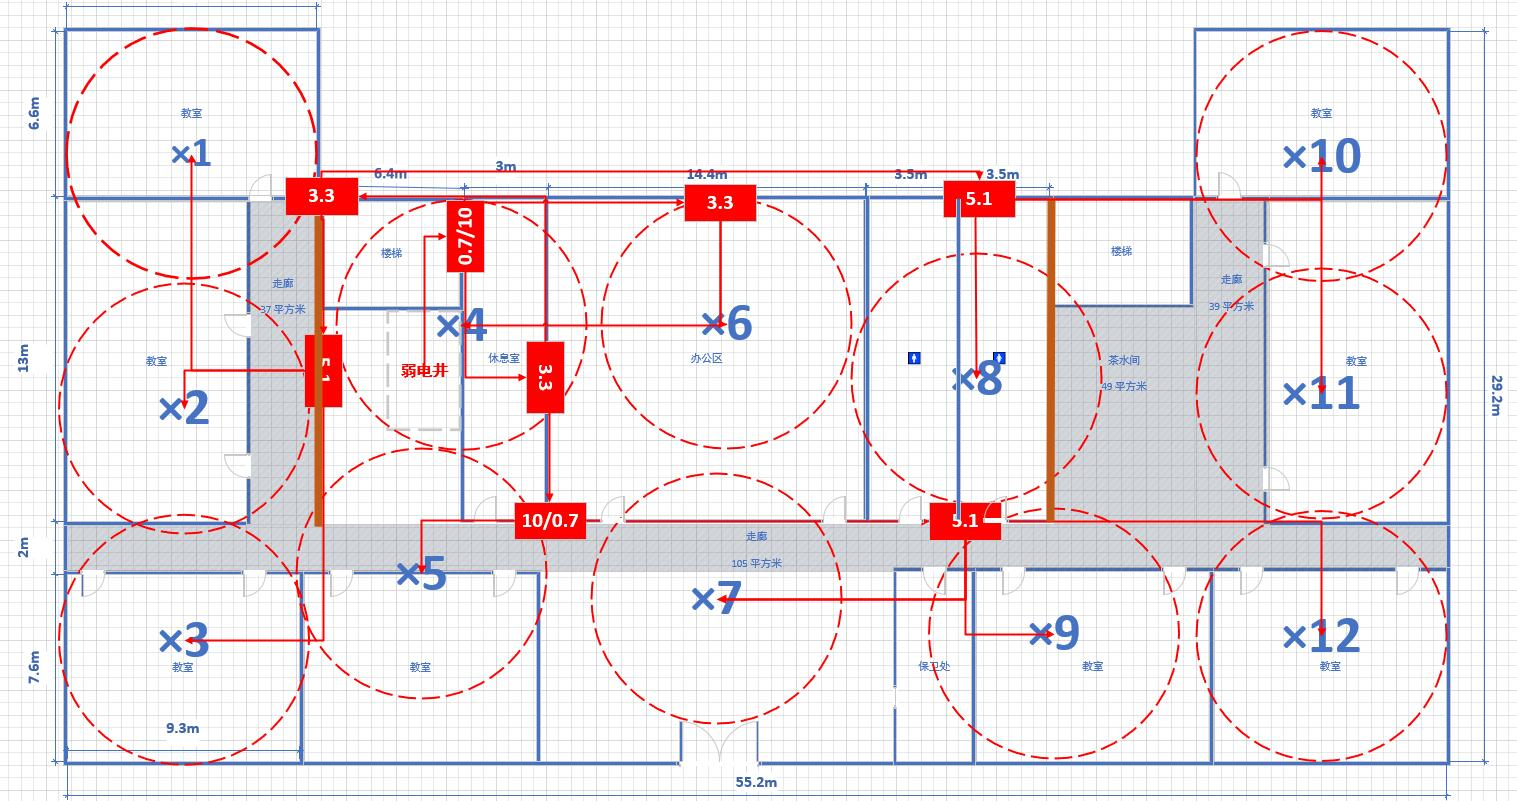 6.6m
教室
×1
教室
×10
6.4m
3m
14.4m
3.5m
3.5m
3.3
3.3
5.1
0.7/10
楼梯
楼梯
走廊
37 平方米
走廊
39 平方米
×4
×6
13m
教室
5.1
弱电井
休息室
3.3
办公区
×8
茶水间
49 平方米
教室
×2
×11
29.2m
10/0.7
5.1
2m
走廊
105 平方米
×5
×7
×3
×9
×12
7.6m
教室
教室
保卫处
教室
教室
9.3m
55.2m